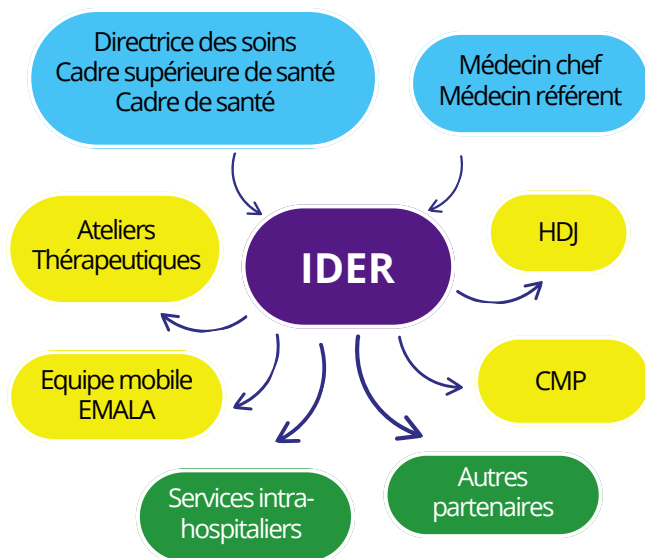 Directrice des soins
Cadre supérieure de santé
Cadre de santé
Médecin chef
Médecin référent
Ateliers
Thérapeutiques
IDER
HDJ
Equipe mobile
EMALA
CMP
Services intra-
hospitaliers
Autres
partenaires